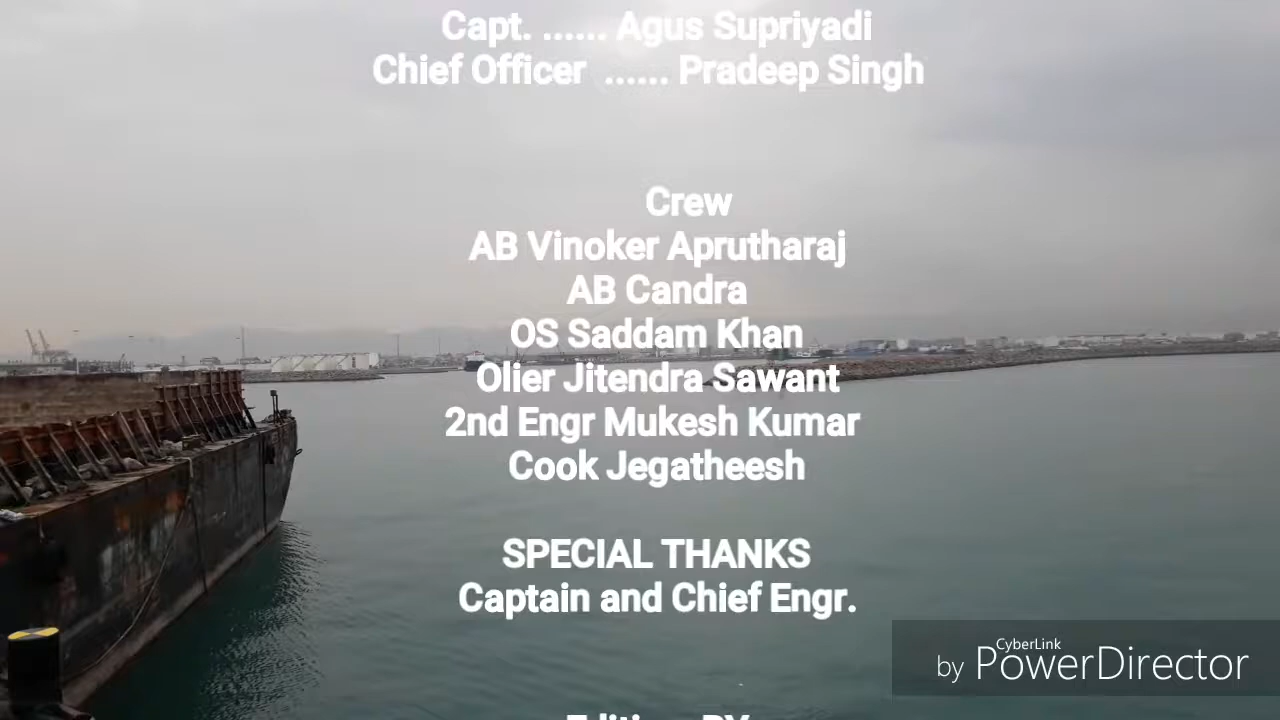 Capt. ...... Agus Supriyadi
Chief Officer ...... Pradeep Singh
Crew
AB Vinoker Aprutharaj
AB Candra
OS Saddam Khan
Olier Jitendra Sawant
2nd Engr Mukesh Kumar
Cook Jegatheesh
SPECIAL THANKS
Captain and Chief Engr.
CyberLink
by PowerDirector